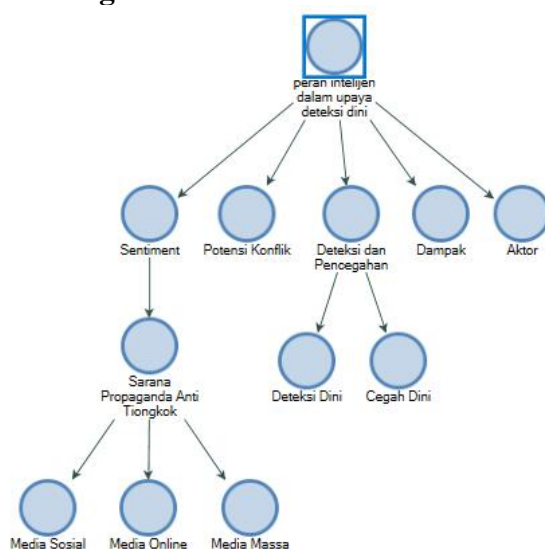 peran intelijen
dalam upaya
deteksi dini
Sentiment
Potensi Konflik
Deteksi dan
Pencegahan
Dampak
Aktor
Sarana
Propaganda Anti
Tiongkok
Deteksi Dini
Cegah Dini
Media Sosial
Media Online
Media Massa